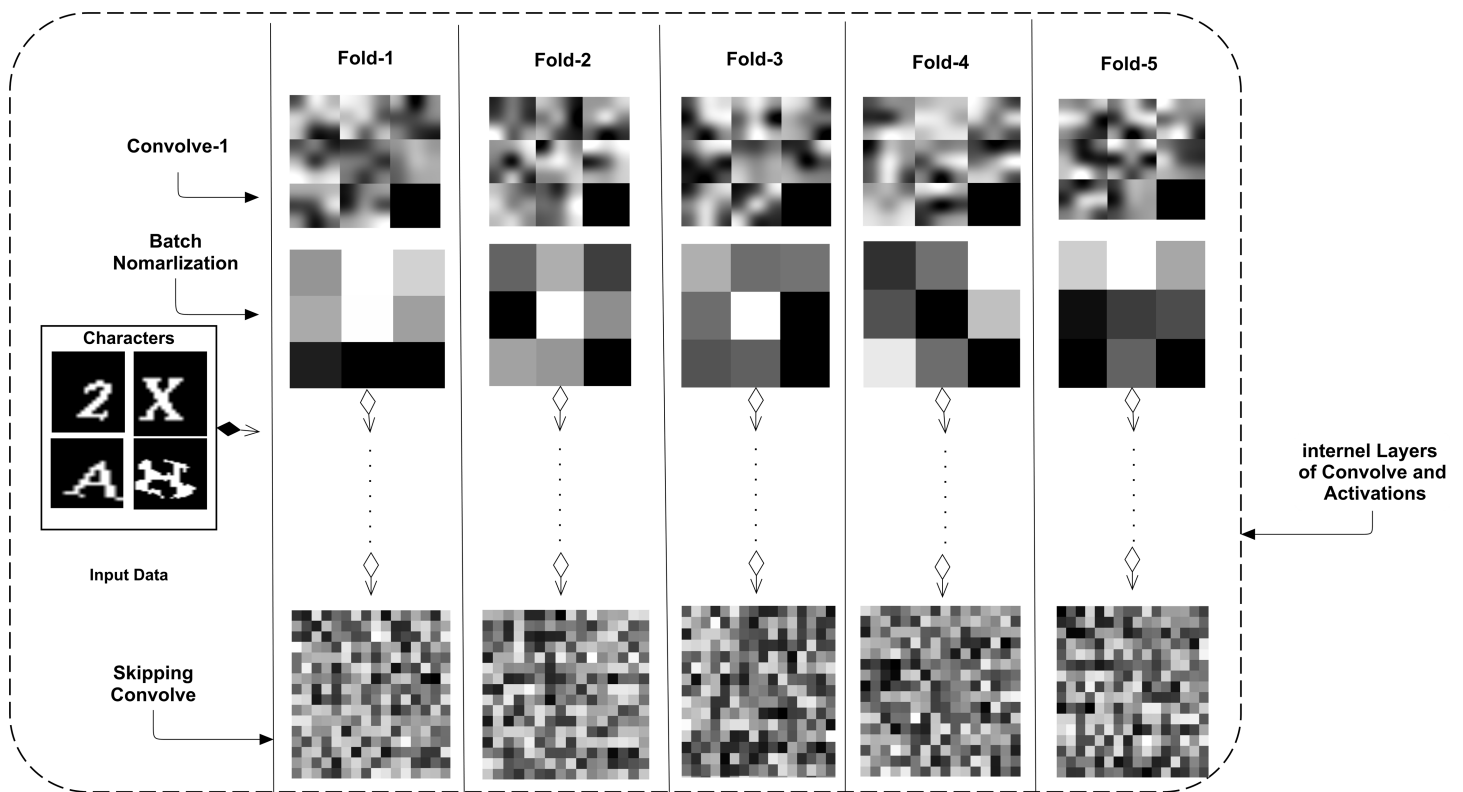 Fold-1
Fold-2
Fold-3
Fold-4
Fold-5
Convolve-1
Batch
Nomarlization
Characters
2 X
A
Input Data
Skipping
Convolve
internel Layers
of Convolve and
Activations